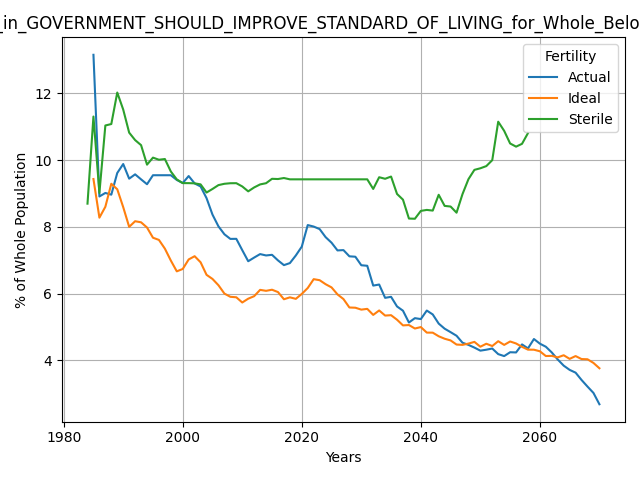 _in_GOVERNMENT_SHOULD_IMPROVE_STANDARD_OF_LIVING_for_Whole_Belo
Fertility
Actual
Ideal
Sterile
% of Whole Population
12
10
8
6
4
1980 2000 2020 2040 2060
Years